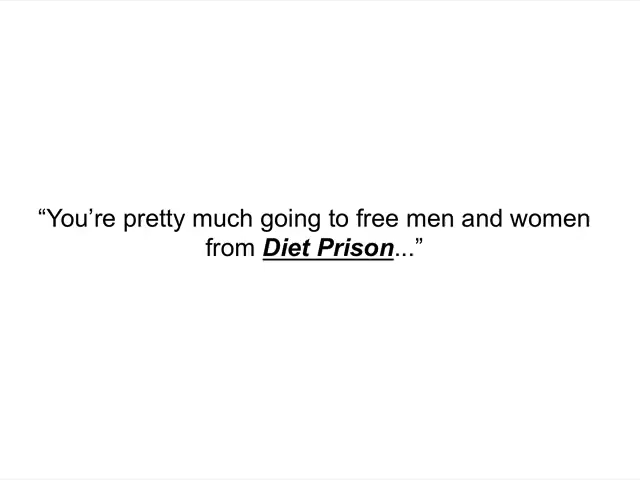 “You’re pretty much going to free men and women
from Diet Prison...”